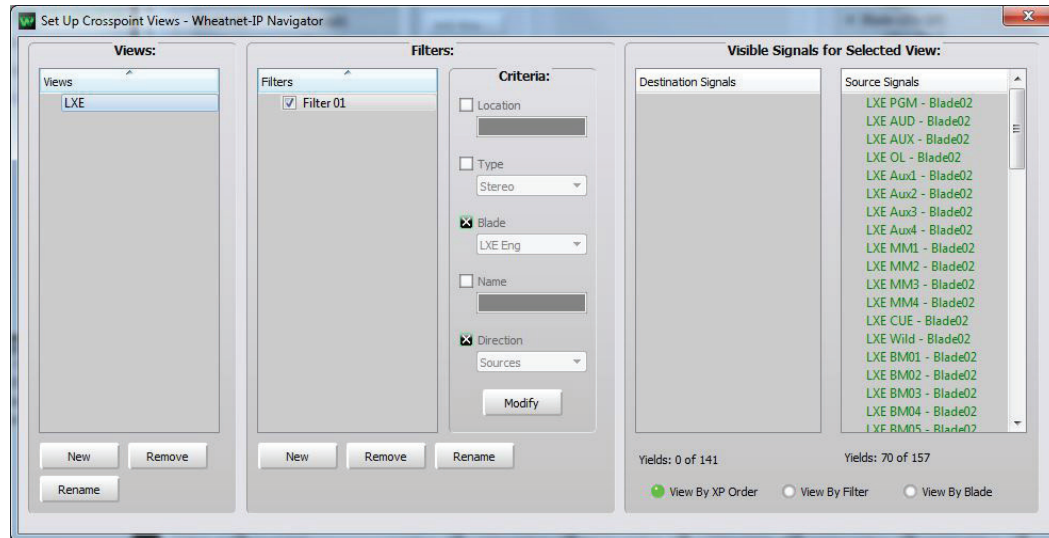 Set Up Crosspoint Views - Wheatnet-IP Navigator
Views:
Views
LXE
New
Remove
Rename
Filters:
Filters
Filter 01
New
Remove
Rename
Criteria:
Location
Type
Stereo
Blade
LXE Eng
Name
Direction
Sources
Modify
Visible Signals for Selected View:
Destination Signals
Source Signals
LXE PGM - Blade02
LXE AUD - Blade02
LXE AUX - Blade02
LXE OL - Blade02
LXE Aux1 - Blade02
LXE Aux2 - Blade02
LXE Aux3 - Blade02
LXE Aux4 - Blade02
LXE MM1 - Blade02
LXE MM2 - Blade02
LXE MM3 - Blade02
LXE MM4 - Blade02
LXE CUE - Blade02
LXE Wild - Blade02
LXE BM01 - Blade02
LXE BM02 - Blade02
LXE BM03 - Blade02
LXE BM04 - Blade02
LXE BM05 - Blade02
Yields: 0 of 141
Yields: 70 of 157
View By XP Order
View By Filter
View By Blade